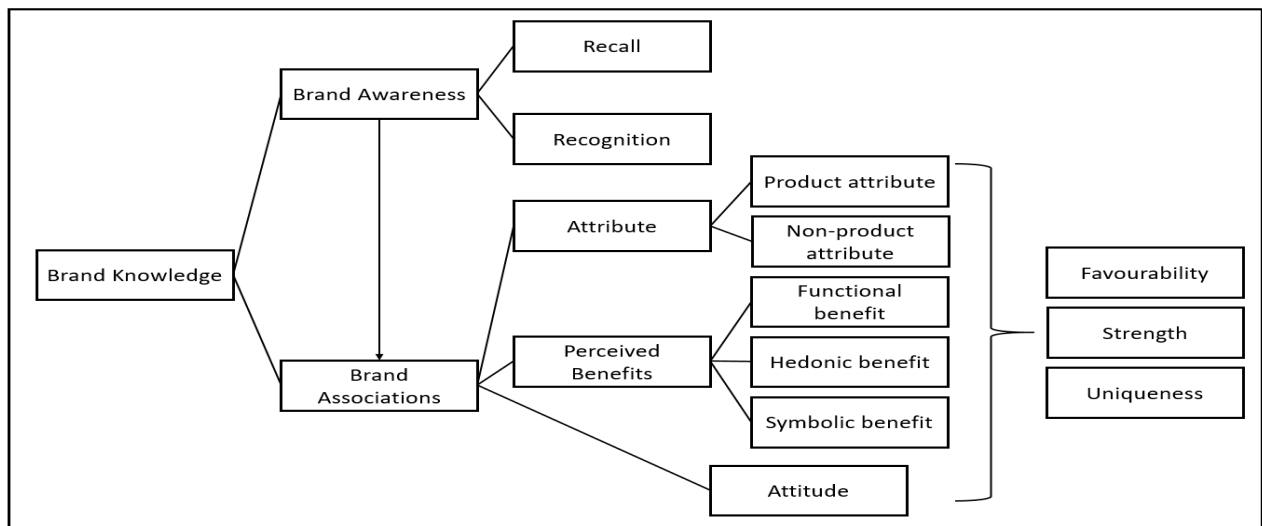 Recall
Brand Awareness
Recognition
Product attribute
Attribute
Non-product
attribute
Brand Knowledge
Favourability
Functional
benefit
Strength
Perceived
Benefits
Hedonic benefit
Brand
Associations
Uniqueness
Symbolic benefit
Attitude